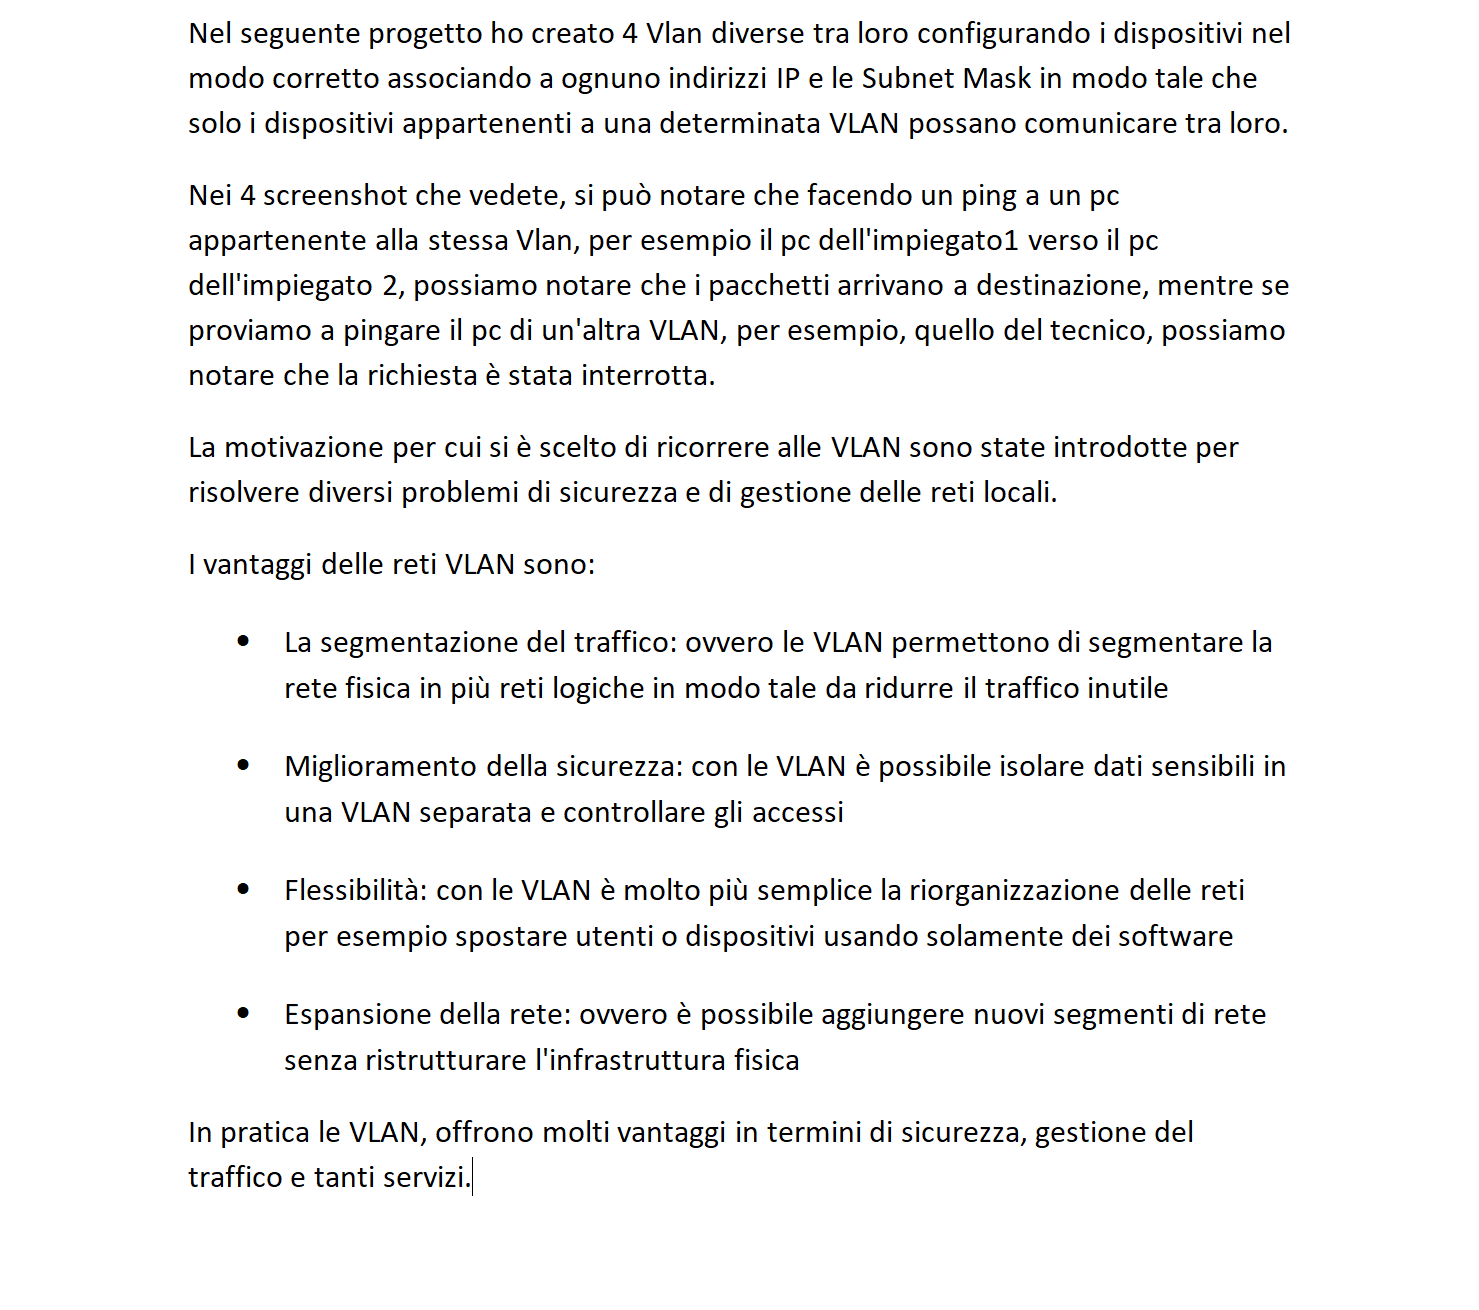 Nel seguente progetto ho creato 4 Vlan diverse tra loro configurando i dispositivi nel
modo corretto associando a ognuno indirizzi IP e le Subnet Mask in modo tale che
solo i dispositivi appartenenti a una determinata VLAN possano comunicare tra loro.
Nei 4 screenshot che vedete, si può notare che facendo un ping a un pc
appartenente alla stessa Vlan, per esempio il pc dell'impiegato1 verso il pc
dell'impiegato 2, possiamo notare che i pacchetti arrivano a destinazione, mentre se
proviamo a pingare il pc di un'altra VLAN, per esempio, quello del tecnico, possiamo
notare che la richiesta è stata interrotta.
La motivazione per cui si è scelto di ricorrere alle VLAN sono state introdotte per
risolvere diversi problemi di sicurezza e di gestione delle reti locali.
I vantaggi delle reti VLAN sono:
• La segmentazione del traffico: ovvero le VLAN permettono di segmentare la
rete fisica in più reti logiche in modo tale da ridurre il traffico inutile
• Miglioramento della sicurezza: con le VLAN è possibile isolare dati sensibili in
una VLAN separata e controllare gli accessi
• Flessibilità: con le VLAN è molto più semplice la riorganizzazione delle reti
per esempio spostare utenti o dispositivi usando solamente dei software
• Espansione della rete: ovvero è possibile aggiungere nuovi segmenti di rete
senza ristrutturare l'infrastruttura fisica
In pratica le VLAN, offrono molti vantaggi in termini di sicurezza, gestione del
traffico e tanti servizi.